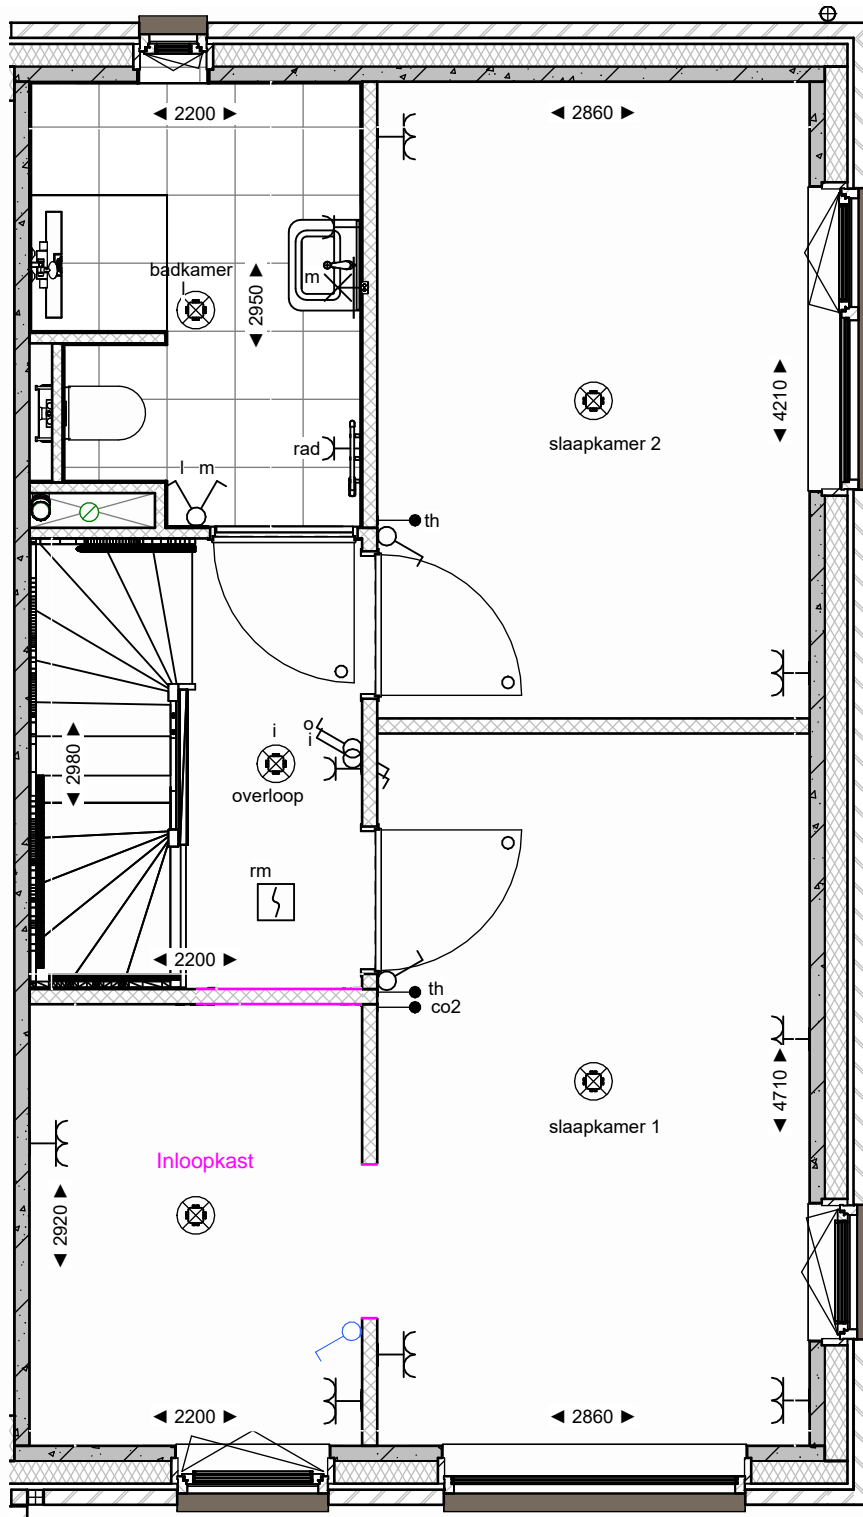 2200
2860
badkamer
l
m
2950
4210
slaapkamer 2
rad
l m
th
2980
i
o
i
overloop
rm
2200
th
co2
4710
slaapkamer 1
Inloopkast
2920
2200
2860